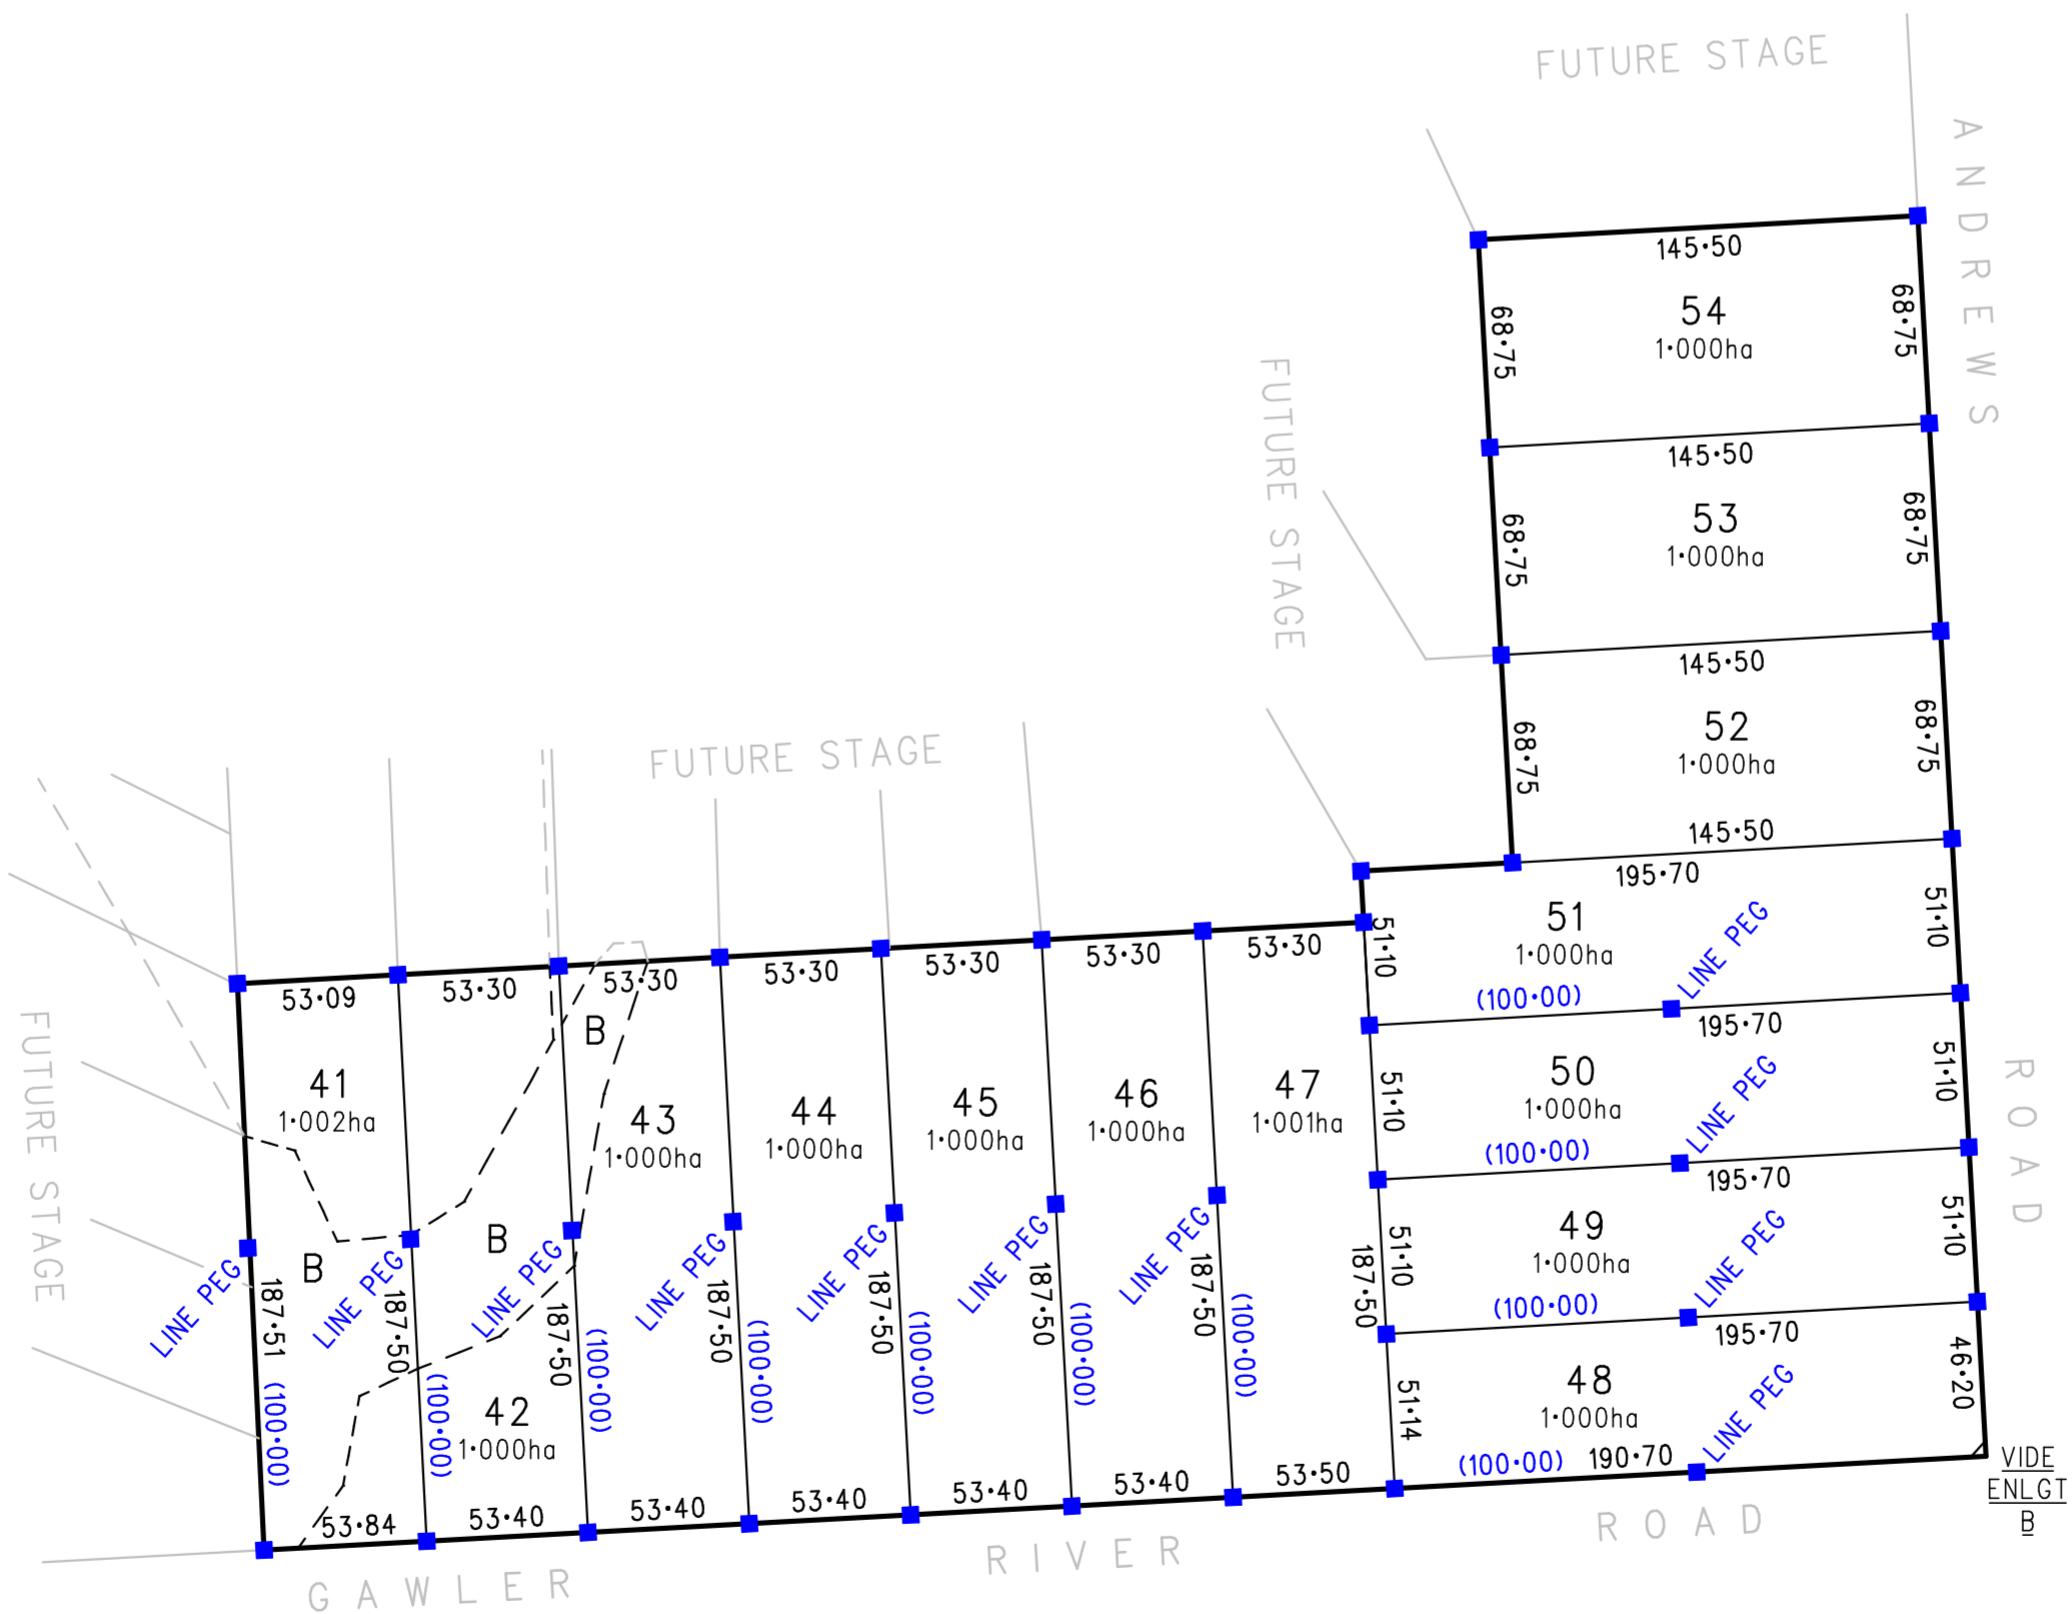 FUTURE STAGE
ANDREWS
145·50
54
1·000ha
68·75
68·75
145·50
53
1·000ha
68·75
68·75
FUTURE STAGE
145·50
52
1·000ha
68·75
68·75
145·50
195·70
51
1·000ha
51·10
51·10
LINE PEG
(100·00)
195·70
50
1·000ha
51·10
51·10
LINE PEG
(100·00)
195·70
49
1·000ha
51·10
51·10
LINE PEG
(100·00)
195·70
48
1·000ha
51·14
46·20
LINE PEG
(100·00)
190·70
ROAD
VIDE
ENLGT
B
FUTURE STAGE
FUTURE STAGE
53·09
53·30
53·30
53·30
53·30
53·30
53·30
41
1·002ha
B
LINE PEG
187·51
(100·00)
53·84
B
42
1·000ha
LINE PEG
187·50
(100·00)
53·40
B
43
1·000ha
LINE PEG
187·50
(100·00)
53·40
44
1·000ha
LINE PEG
187·50
(100·00)
53·40
45
1·000ha
LINE PEG
187·50
(100·00)
53·40
46
1·000ha
LINE PEG
187·50
(100·00)
53·40
47
1·001ha
LINE PEG
187·50
(100·00)
53·50
187·50
GAWLER RIVER ROAD